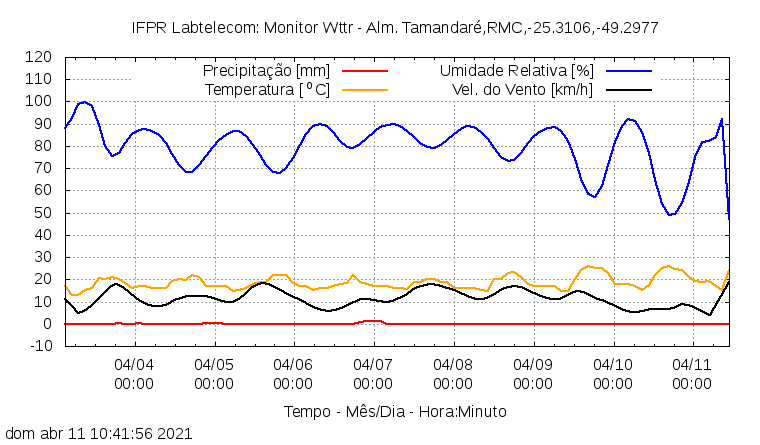 IFPR Labtelecom: Monitor Wttr - Alm. Tamandaré,RMC,-25.3106,-49.2977
120
110
100
90
80
70
60
50
40
30
20
10
0
-10
Precipitação [mm]
Temperatura [⁰C]
Umidade Relativa [%]
Vel. do Vento [km/h]
04/04 04/05 04/06 04/07 04/08 04/09 04/10 04/11
00:00 00:00 00:00 00:00 00:00 00:00 00:00 00:00
Tempo - Mês/Dia - Hora:Minuto
dom abr 11 10:41:56 2021